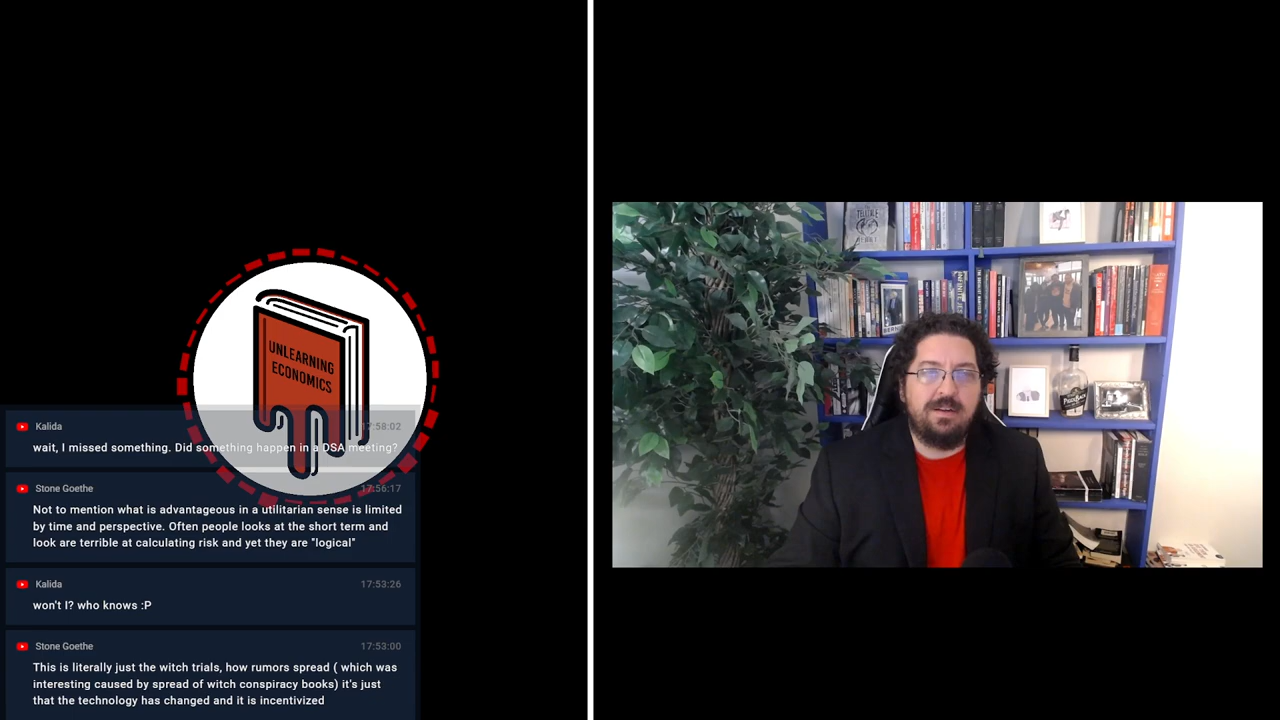 UNLEARNING
ECONOMICS
Kalida 17:58:02
wait, I missed something. Did something happen in a DSA meeting?
Stone Goethe 17:56:17
Not to mention what is advantageous in a utilitarian sense is limited
by time and perspective. Often people looks at the short term and
look are terrible at calculating risk and yet they are "logical"
Kalida 17:53:26
won't I? who knows :P
Stone Goethe 17:53:00
This is literally just the witch trials, how rumors spread ( which was
interesting caused by spread of witch conspiracy books) it's just
that the technology has changed and it is incentivized